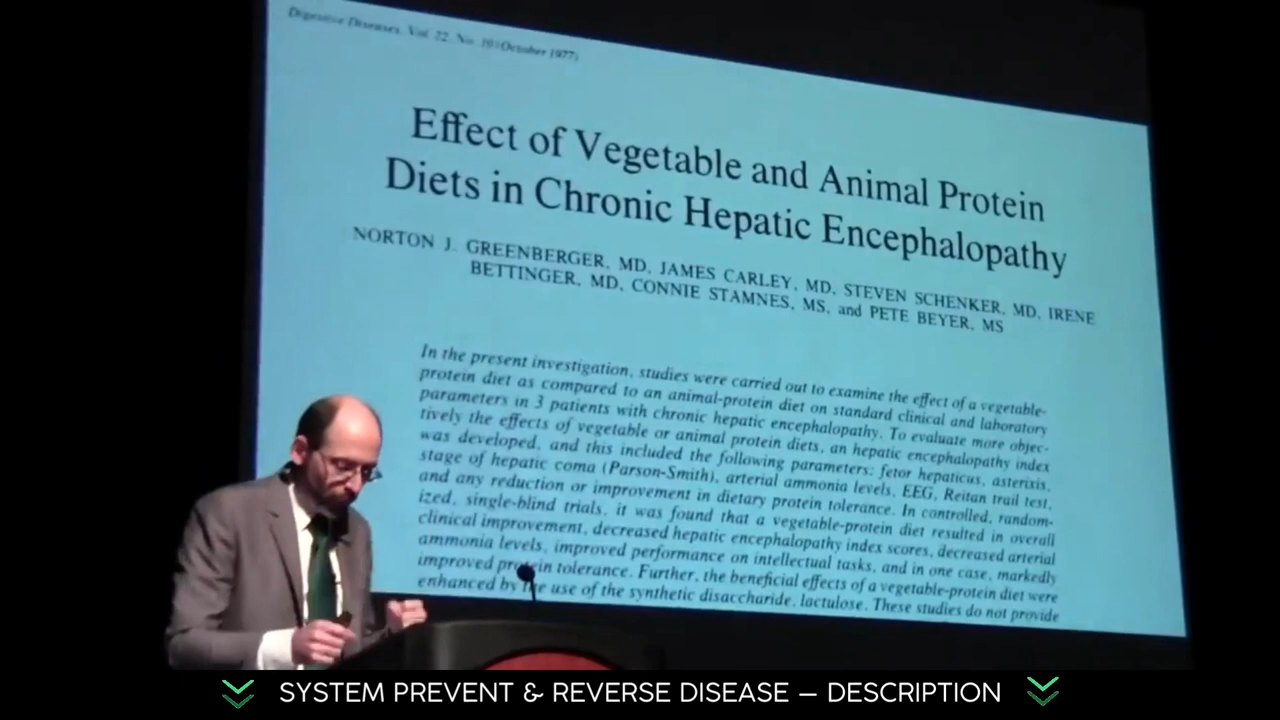 Digestive Diseases, Vol. 22, No. 10 (October 1977)
Effect of Vegetable and Animal Protein
Diets in Chronic Hepatic Encephalopathy
NORTON J. GREENBERGER, MD, JAMES CARLEY, MD, STEVEN SCHENKER, MD, IRENE
BETTINGER, MD, CONNIE STAMNES, MS, and PETE BEYER, MS
In the present investigation, studies were carried out to examine the effect of a vegetable-
protein diet as compared to an animal-protein diet on standard clinical and laboratory
parameters in 3 patients with chronic hepatic encephalopathy. To evaluate more objec-
tively the effects of vegetable or animal protein diets, an hepatic encephalopathy index
was developed, and this included the following parameters: fetor hepaticus, asterixis,
stage of hepatic coma (Parson-Smith), arterial ammonia levels, EEG, Reitan trail test,
and any reduction or improvement in dietary protein tolerance. In controlled, random-
ized, single-blind trials, it was found that a vegetable-protein diet resulted in overall
clinical improvement, decreased hepatic encephalopathy index scores, decreased arterial
ammonia levels, improved performance on intellectual tasks, and in one case, markedly
improved protein tolerance. Further, the beneficial effects of a vegetable-protein diet were
enhanced by the use of the synthetic disaccharide, lactulose. These studies do not provide
SYSTEM PREVENT & REVERSE DISEASE – DESCRIPTION